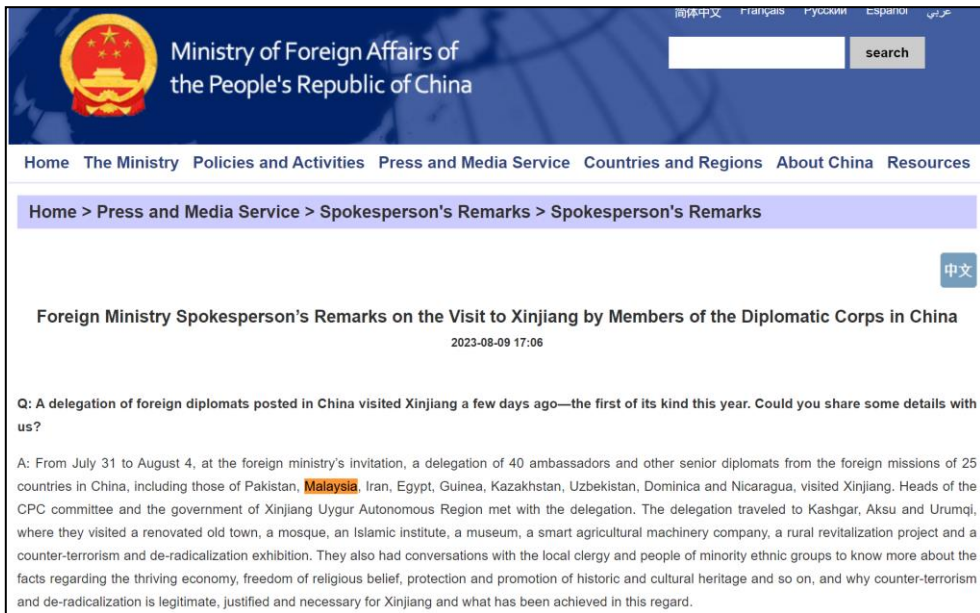 简体中文 Français Русский Español عربي
Ministry of Foreign Affairs of
the People's Republic of China
search
Home The Ministry Policies and Activities Press and Media Service Countries and Regions About China Resources
Home > Press and Media Service > Spokesperson's Remarks > Spokesperson's Remarks
中文
Foreign Ministry Spokesperson’s Remarks on the Visit to Xinjiang by Members of the Diplomatic Corps in China
2023-08-09 17:06
Q: A delegation of foreign diplomats posted in China visited Xinjiang a few days ago—the first of its kind this year. Could you share some details with
us?
A: From July 31 to August 4, at the foreign ministry’s invitation, a delegation of 40 ambassadors and other senior diplomats from the foreign missions of 25
countries in China, including those of Pakistan, Malaysia, Iran, Egypt, Guinea, Kazakhstan, Uzbekistan, Dominica and Nicaragua, visited Xinjiang. Heads of the
CPC committee and the government of Xinjiang Uygur Autonomous Region met with the delegation. The delegation traveled to Kashgar, Aksu and Urumqi,
where they visited a renovated old town, a mosque, an Islamic institute, a museum, a smart agricultural machinery company, a rural revitalization project and a
counter-terrorism and de-radicalization exhibition. They also had conversations with the local clergy and people of minority ethnic groups to know more about the
facts regarding the thriving economy, freedom of religious belief, protection and promotion of historic and cultural heritage and so on, and why counter-terrorism
and de-radicalization is legitimate, justified and necessary for Xinjiang and what has been achieved in this regard.